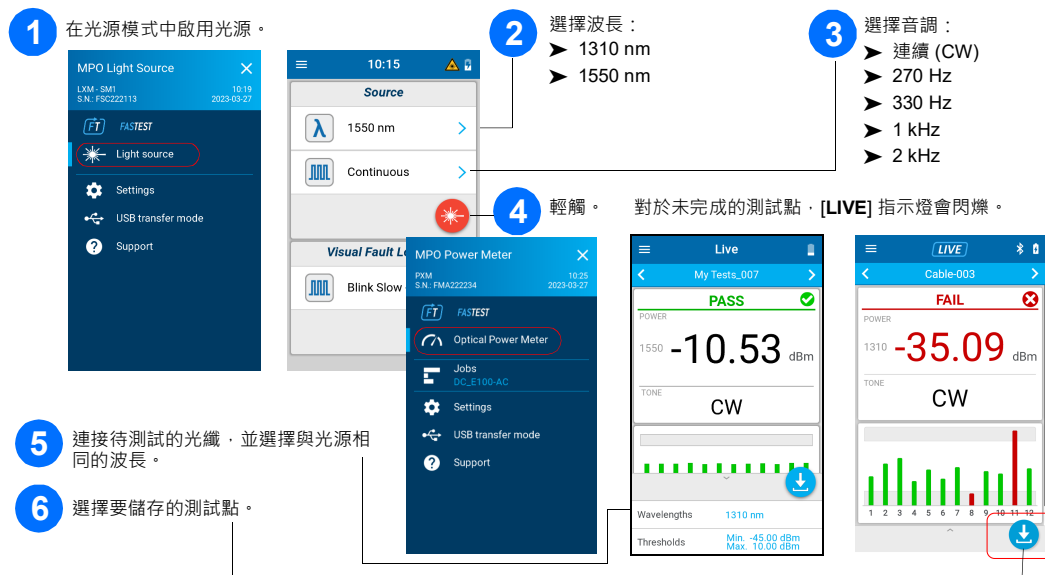 1
在光源模式中啟用光源。
MPO Light Source
LXM - SM1 10:19
S.N.: FSC222113 2023-03-27
FT FASTEST
Light source
Settings
USB transfer mode
? Support
10:15
Source
λ 1550 nm
Continuous
Visual Fault L
Blink Slow
2
選擇波長：
➤ 1310 nm
➤ 1550 nm
3
選擇音調：
➤ 連續 (CW)
➤ 270 Hz
➤ 330 Hz
➤ 1 kHz
➤ 2 kHz
4
輕觸。
對於未完成的測試點，[LIVE] 指示燈會閃爍。
MPO Power Meter
PXM 10:25
S.N.: FMA222234 2023-03-27
FT FASTEST
Optical Power Meter
Jobs
DC_E100-AC
Settings
USB transfer mode
? Support
Live
My Tests_007
PASS
POWER
1550 -10.53 dBm
TONE
CW
Wavelengths 1310 nm
Thresholds Min. -45.00 dBm
Max. 10.00 dBm
LIVE
Cable-003
FAIL
POWER
1310 -35.09 dBm
TONE
CW
1 2 3 4 5 6 7 8 9 10 11 12
5
連接待測試的光纖，並選擇與光源相
同的波長。
6
選擇要儲存的測試點。